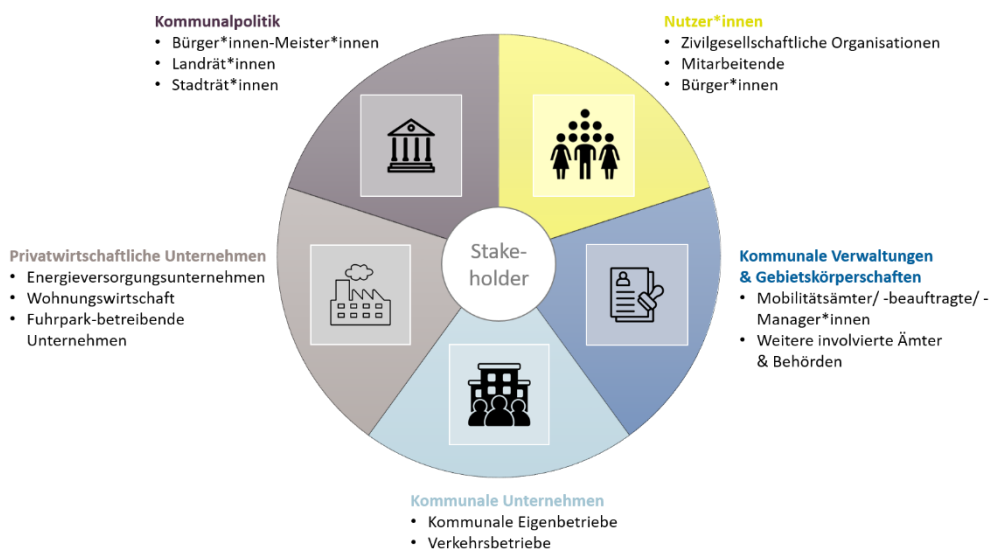 Kommunalpolitik
• Bürger*innen-Meister*innen
• Landrät*innen
• Stadträt*innen
Nutzer*innen
• Zivilgesellschaftliche Organisationen
• Mitarbeitende
• Bürger*innen
Privatwirtschaftliche Unternehmen
• Energieversorgungsunternehmen
• Wohnungswirtschaft
• Fuhrpark-betreibende
Unternehmen
Stake-
holder
Kommunale Verwaltungen
& Gebietskörperschaften
• Mobilitätsämter/ -beauftragte/ -
Manager*innen
• Weitere involvierte Ämter
& Behörden
Kommunale Unternehmen
• Kommunale Eigenbetriebe
• Verkehrsbetriebe